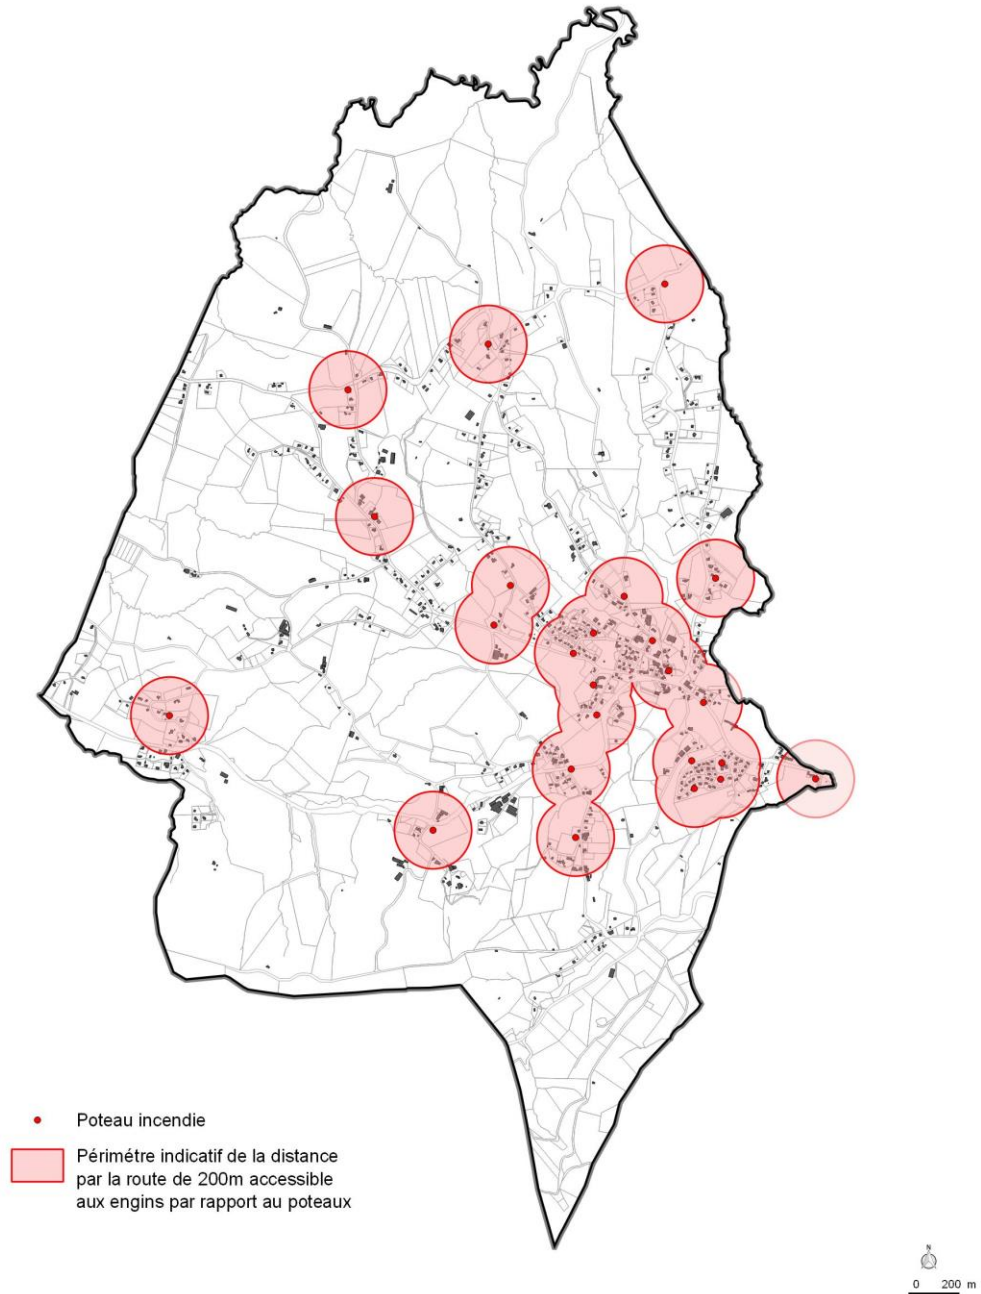 Poteau incendie
Périmétre indicatif de la distance
par la route de 200m accessible
aux engins par rapport au poteaux
N
0 200 m